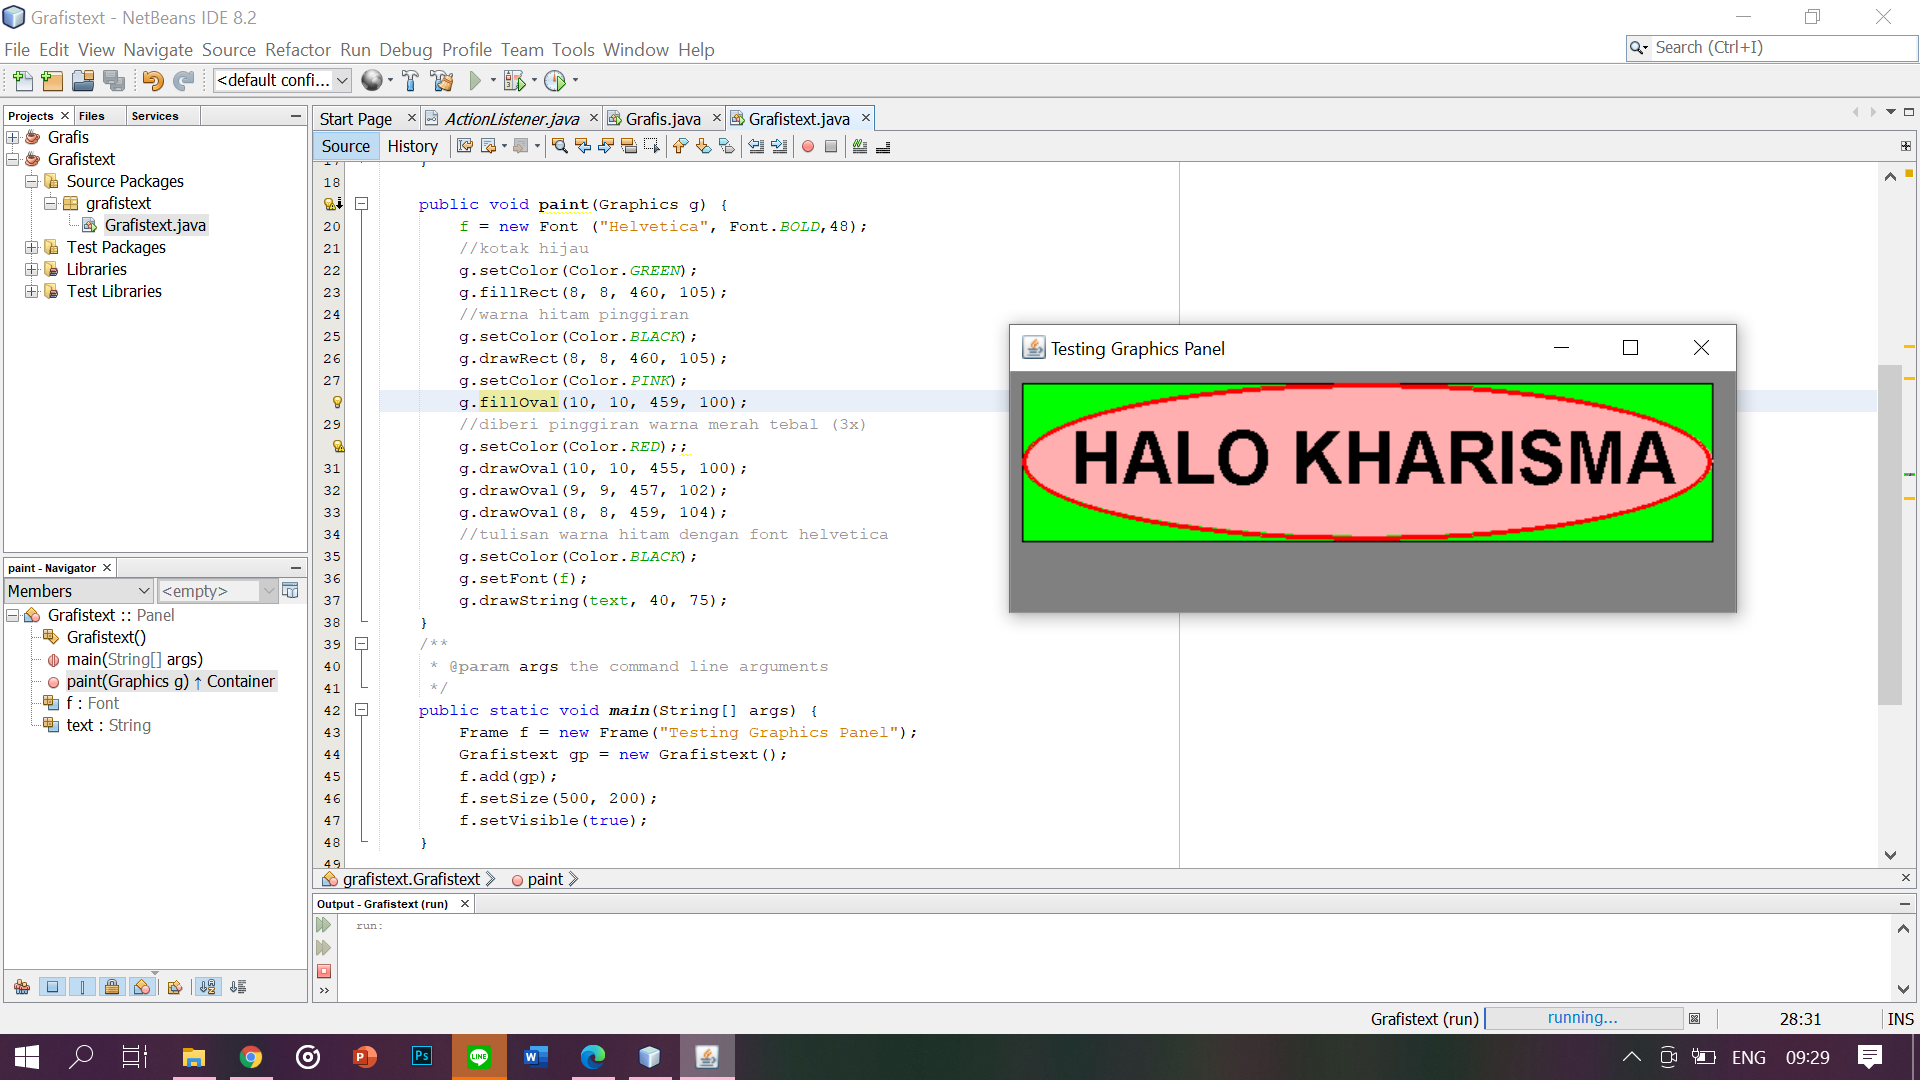 Grafistext - NetBeans IDE 8.2
File Edit View Navigate Source Refactor Run Debug Profile Team Tools Window Help
Search (Ctrl+I)
<default confi...
Projects Files Services
Grafis
Grafistext
Source Packages
grafistext
Grafistext.java
Test Packages
Libraries
Test Libraries
Start Page ActionListener.java Grafis.java Grafistext.java
Source History
17 }
18
public void paint(Graphics g) {
20 f = new Font ("Helvetica", Font.BOLD,48);
21 //kotak hijau
22 g.setColor(Color.GREEN);
23 g.fillRect(8, 8, 460, 105);
24 //warna hitam pinggiran
25 g.setColor(Color.BLACK);
26 g.drawRect(8, 8, 460, 105);
27 g.setColor(Color.PINK);
g.fillOval(10, 10, 459, 100);
29 //diberi pinggiran warna merah tebal (3x)
g.setColor(Color.RED);;
31 g.drawOval(10, 10, 455, 100);
32 g.drawOval(9, 9, 457, 102);
33 g.drawOval(8, 8, 459, 104);
34 //tulisan warna hitam dengan font helvetica
35 g.setColor(Color.BLACK);
36 g.setFont(f);
37 g.drawString(text, 40, 75);
38 }
39 /**
40 * @param args the command line arguments
41 */
42 public static void main(String[] args) {
43 Frame f = new Frame("Testing Graphics Panel");
44 Grafistext gp = new Grafistext();
45 f.add(gp);
46 f.setSize(500, 200);
47 f.setVisible(true);
48 }
49
Testing Graphics Panel
HALO KHARISMA
paint - Navigator
Members <empty>
Grafistext :: Panel
Grafistext()
main(String[] args)
paint(Graphics g) ↑ Container
f : Font
text : String
grafistext.Grafistext paint
Output - Grafistext (run)
run:
Grafistext (run) running... 28:31 INS
ENG 09:29